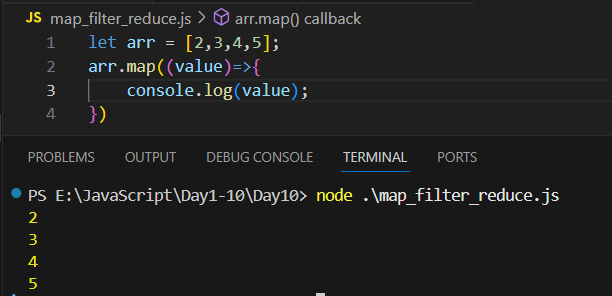 JS map_filter_reduce.js > arr.map() callback
1 let arr = [2,3,4,5];
2 arr.map((value)=>{
3     console.log(value);
4 })
PROBLEMS OUTPUT DEBUG CONSOLE TERMINAL PORTS
PS E:\JavaScript\Day1-10\Day10> node .\map_filter_reduce.js
2
3
4
5